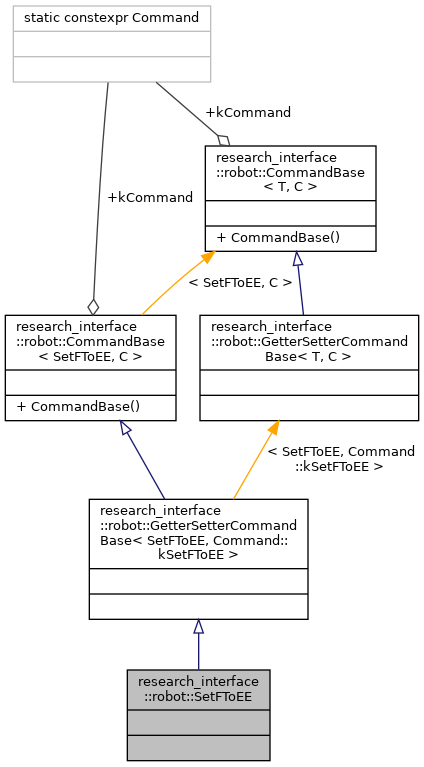 static constexpr Command
+kCommand
research_interface
::robot::CommandBase
< T, C >
+ CommandBase()
+kCommand
< SetFToEE, C >
research_interface
::robot::CommandBase
< SetFToEE, C >
+ CommandBase()
research_interface
::robot::GetterSetterCommand
Base< T, C >
< SetFToEE, Command
::kSetFToEE >
research_interface
::robot::GetterSetterCommand
Base< SetFToEE, Command::
kSetFToEE >
research_interface
::robot::SetFToEE